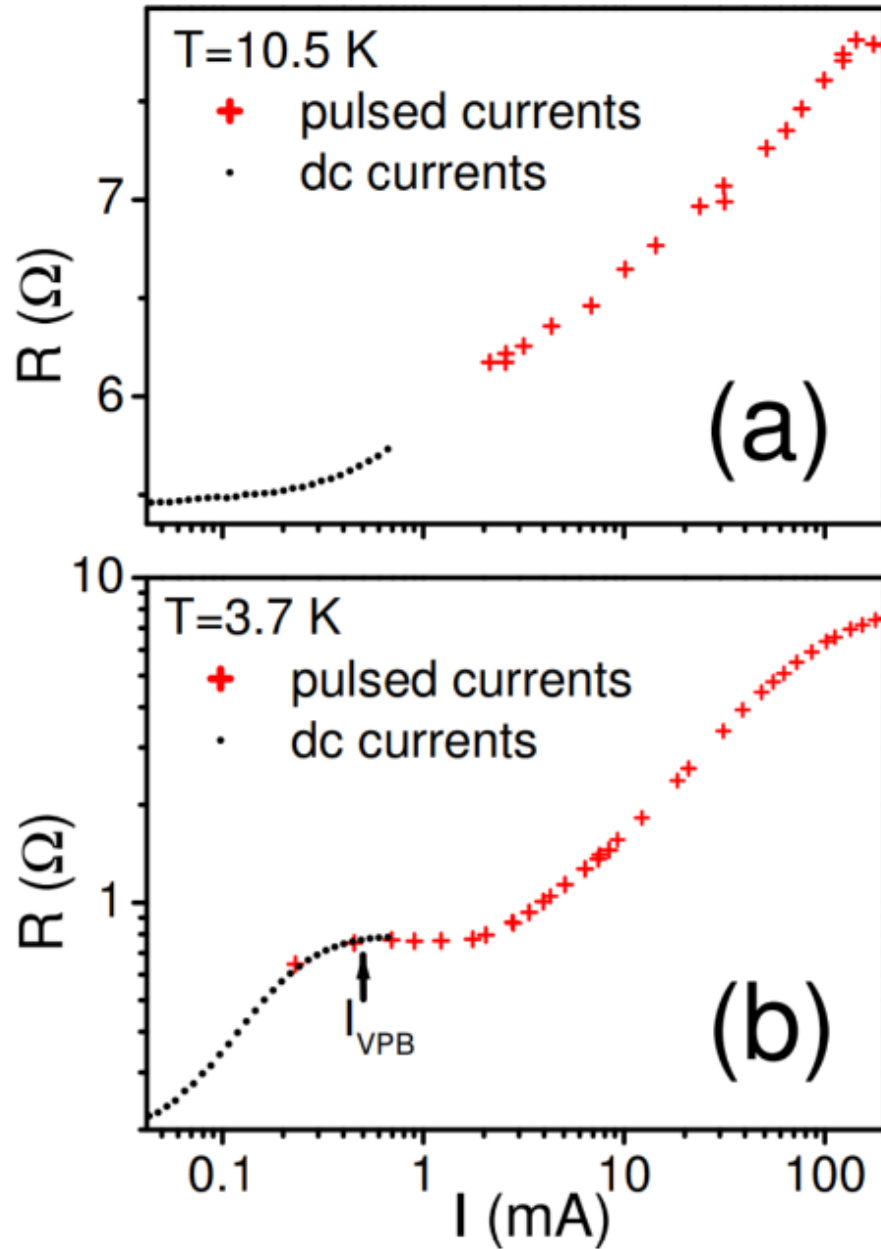 T=10.5 K
pulsed currents
dc currents
7
6
R (Ω)
(a)
10
T=3.7 K
pulsed currents
dc currents
1
R (Ω)
I_VPB
(b)
0.1 1 10 100
I (mA)